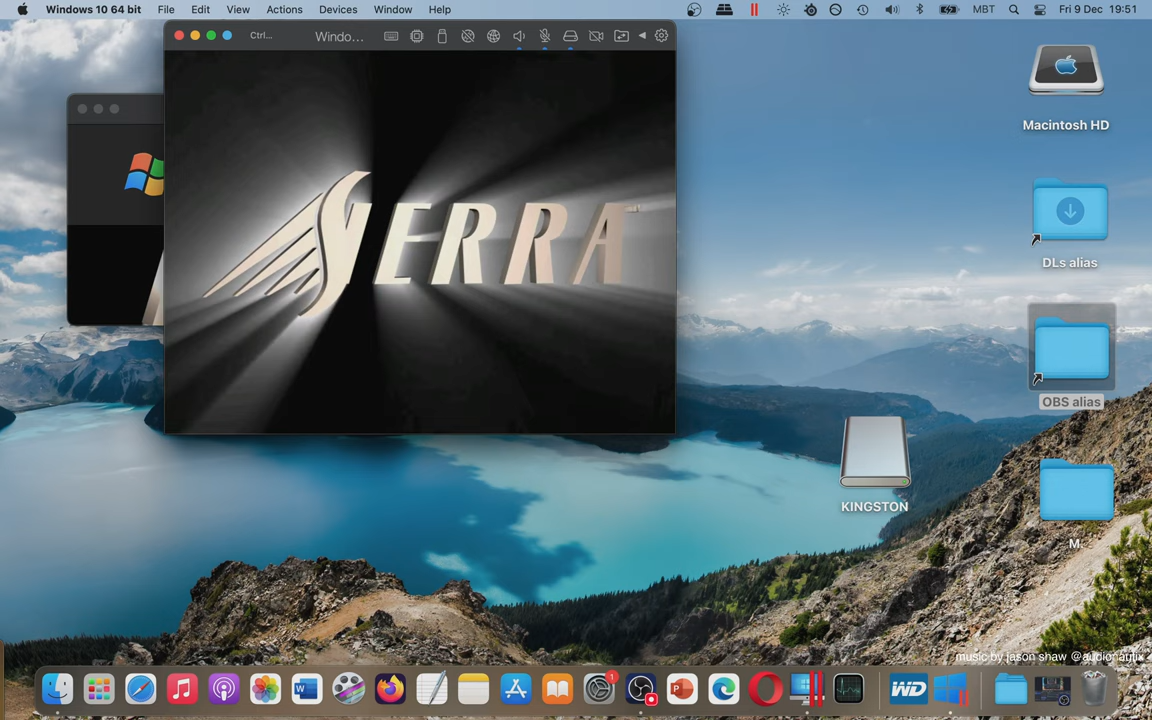 Windows 10 64 bit File Edit View Actions Devices Window Help MBT Fri 9 Dec 19:51
Ctrl... Windo...
SIERRA
Macintosh HD
DLs alias
OBS alias
KINGSTON
M
music by jason shaw @audionautix
1
W
P
WD